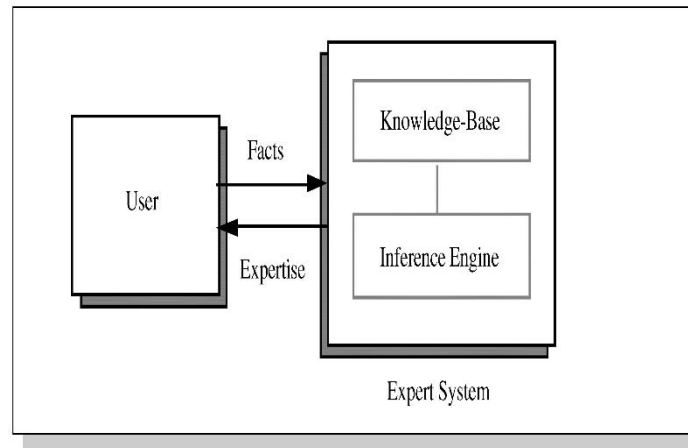 User
Facts
Expertise
Knowledge-Base
Inference Engine
Expert System